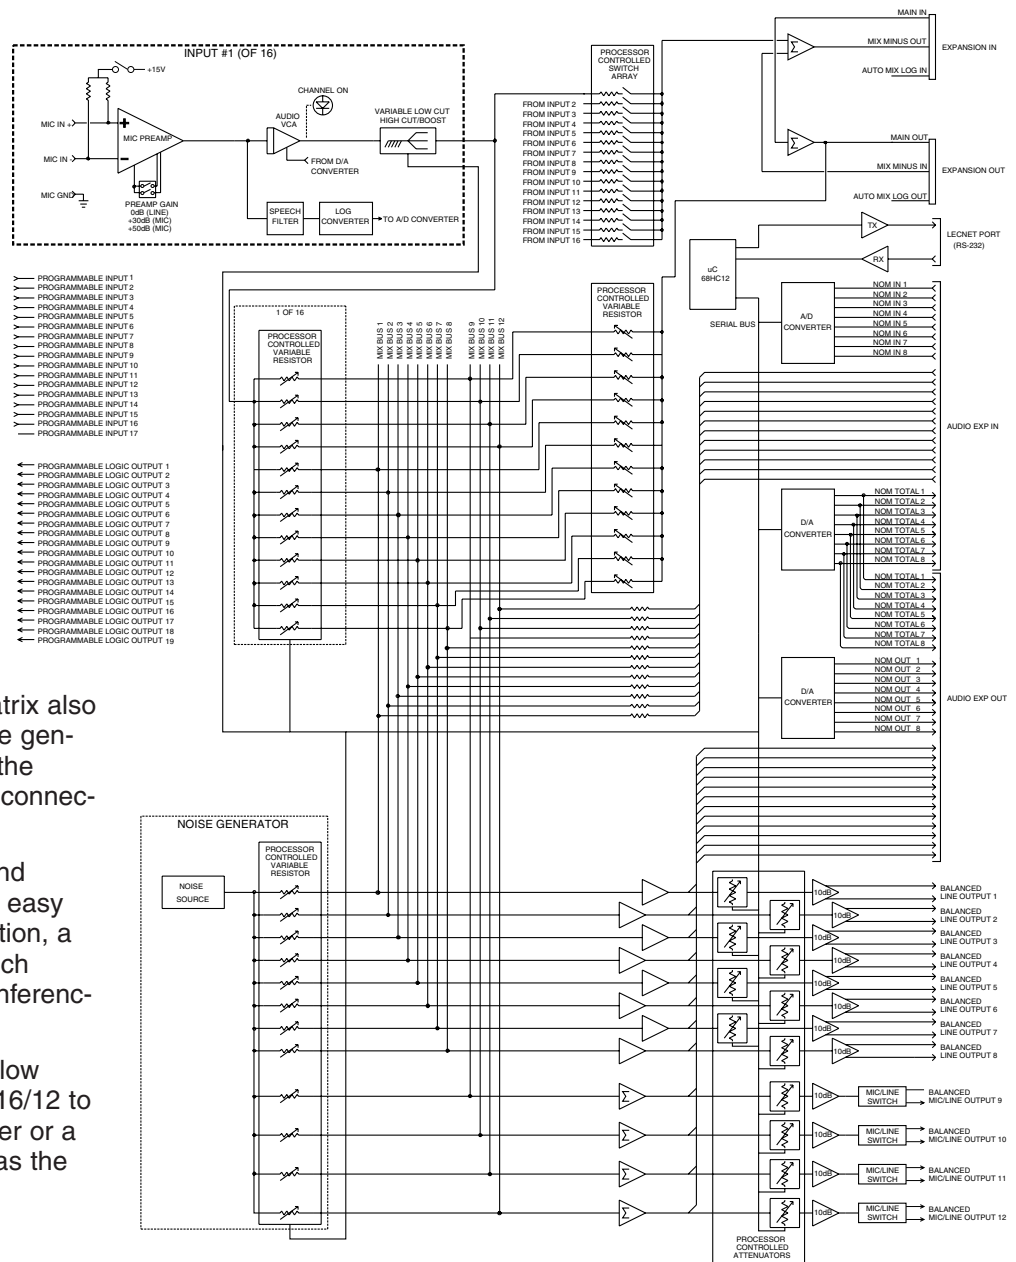 INPUT #1 (OF 16)
+15V
MIC IN +
MIC IN -
MIC GND
MIC PREAMP
PREAMP GAIN
0dB (LINE)
+30dB (MIC)
+50dB (MIC)
CHANNEL ON
AUDIO
VCA
FROM D/A
CONVERTER
VARIABLE LOW CUT
HIGH CUT/BOOST
SPEECH
FILTER
LOG
CONVERTER
TO A/D CONVERTER
PROCESSOR
CONTROLLED
SWITCH
ARRAY
FROM INPUT 2
FROM INPUT 3
FROM INPUT 4
FROM INPUT 5
FROM INPUT 6
FROM INPUT 7
FROM INPUT 8
FROM INPUT 9
FROM INPUT 10
FROM INPUT 11
FROM INPUT 12
FROM INPUT 13
FROM INPUT 14
FROM INPUT 15
FROM INPUT 16
Σ
Σ
MAIN IN
MIX MINUS OUT
AUTO MIX LOG IN
EXPANSION IN
MAIN OUT
MIX MINUS IN
AUTO MIX LOG OUT
EXPANSION OUT
TX
RX
LECNET PORT
(RS-232)
uC
68HC12
SERIAL BUS
A/D
CONVERTER
NOM IN 1
NOM IN 2
NOM IN 3
NOM IN 4
NOM IN 5
NOM IN 6
NOM IN 7
NOM IN 8
AUDIO EXP IN
PROGRAMMABLE INPUT 1
PROGRAMMABLE INPUT 2
PROGRAMMABLE INPUT 3
PROGRAMMABLE INPUT 4
PROGRAMMABLE INPUT 5
PROGRAMMABLE INPUT 6
PROGRAMMABLE INPUT 7
PROGRAMMABLE INPUT 8
PROGRAMMABLE INPUT 9
PROGRAMMABLE INPUT 10
PROGRAMMABLE INPUT 11
PROGRAMMABLE INPUT 12
PROGRAMMABLE INPUT 13
PROGRAMMABLE INPUT 14
PROGRAMMABLE INPUT 15
PROGRAMMABLE INPUT 16
PROGRAMMABLE INPUT 17
PROGRAMMABLE LOGIC OUTPUT 1
PROGRAMMABLE LOGIC OUTPUT 2
PROGRAMMABLE LOGIC OUTPUT 3
PROGRAMMABLE LOGIC OUTPUT 4
PROGRAMMABLE LOGIC OUTPUT 5
PROGRAMMABLE LOGIC OUTPUT 6
PROGRAMMABLE LOGIC OUTPUT 7
PROGRAMMABLE LOGIC OUTPUT 8
PROGRAMMABLE LOGIC OUTPUT 9
PROGRAMMABLE LOGIC OUTPUT 10
PROGRAMMABLE LOGIC OUTPUT 11
PROGRAMMABLE LOGIC OUTPUT 12
PROGRAMMABLE LOGIC OUTPUT 13
PROGRAMMABLE LOGIC OUTPUT 14
PROGRAMMABLE LOGIC OUTPUT 15
PROGRAMMABLE LOGIC OUTPUT 16
PROGRAMMABLE LOGIC OUTPUT 17
PROGRAMMABLE LOGIC OUTPUT 18
PROGRAMMABLE LOGIC OUTPUT 19
1 OF 16
PROCESSOR
CONTROLLED
VARIABLE
RESISTOR
MIX BUS 1
MIX BUS 2
MIX BUS 3
MIX BUS 4
MIX BUS 5
MIX BUS 6
MIX BUS 7
MIX BUS 8
MIX BUS 9
MIX BUS 10
MIX BUS 11
MIX BUS 12
PROCESSOR
CONTROLLED
VARIABLE
RESISTOR
D/A
CONVERTER
NOM TOTAL 1
NOM TOTAL 2
NOM TOTAL 3
NOM TOTAL 4
NOM TOTAL 5
NOM TOTAL 6
NOM TOTAL 7
NOM TOTAL 8
NOM TOTAL 1
NOM TOTAL 2
NOM TOTAL 3
NOM TOTAL 4
NOM TOTAL 5
NOM TOTAL 6
NOM TOTAL 7
NOM TOTAL 8
D/A
CONVERTER
NOM OUT 1
NOM OUT 2
NOM OUT 3
NOM OUT 4
NOM OUT 5
NOM OUT 6
NOM OUT 7
NOM OUT 8
AUDIO EXP OUT
atrix also
e gen-
the
connec-
nd
easy
tion, a
ch
nferenc-
low
16/12 to
er or a
as the
NOISE GENERATOR
NOISE
SOURCE
PROCESSOR
CONTROLLED
VARIABLE
RESISTOR
Σ
Σ
Σ
Σ
PROCESSOR
CONTROLLED
ATTENUATORS
10dB
BALANCED
LINE OUTPUT 1
10dB
BALANCED
LINE OUTPUT 2
10dB
BALANCED
LINE OUTPUT 3
10dB
BALANCED
LINE OUTPUT 4
10dB
BALANCED
LINE OUTPUT 5
10dB
BALANCED
LINE OUTPUT 6
10dB
BALANCED
LINE OUTPUT 7
10dB
BALANCED
LINE OUTPUT 8
10dB
MIC/LINE
SWITCH
BALANCED
MIC/LINE OUTPUT 9
10dB
MIC/LINE
SWITCH
BALANCED
MIC/LINE OUTPUT 10
10dB
MIC/LINE
SWITCH
BALANCED
MIC/LINE OUTPUT 11
10dB
MIC/LINE
SWITCH
BALANCED
MIC/LINE OUTPUT 12